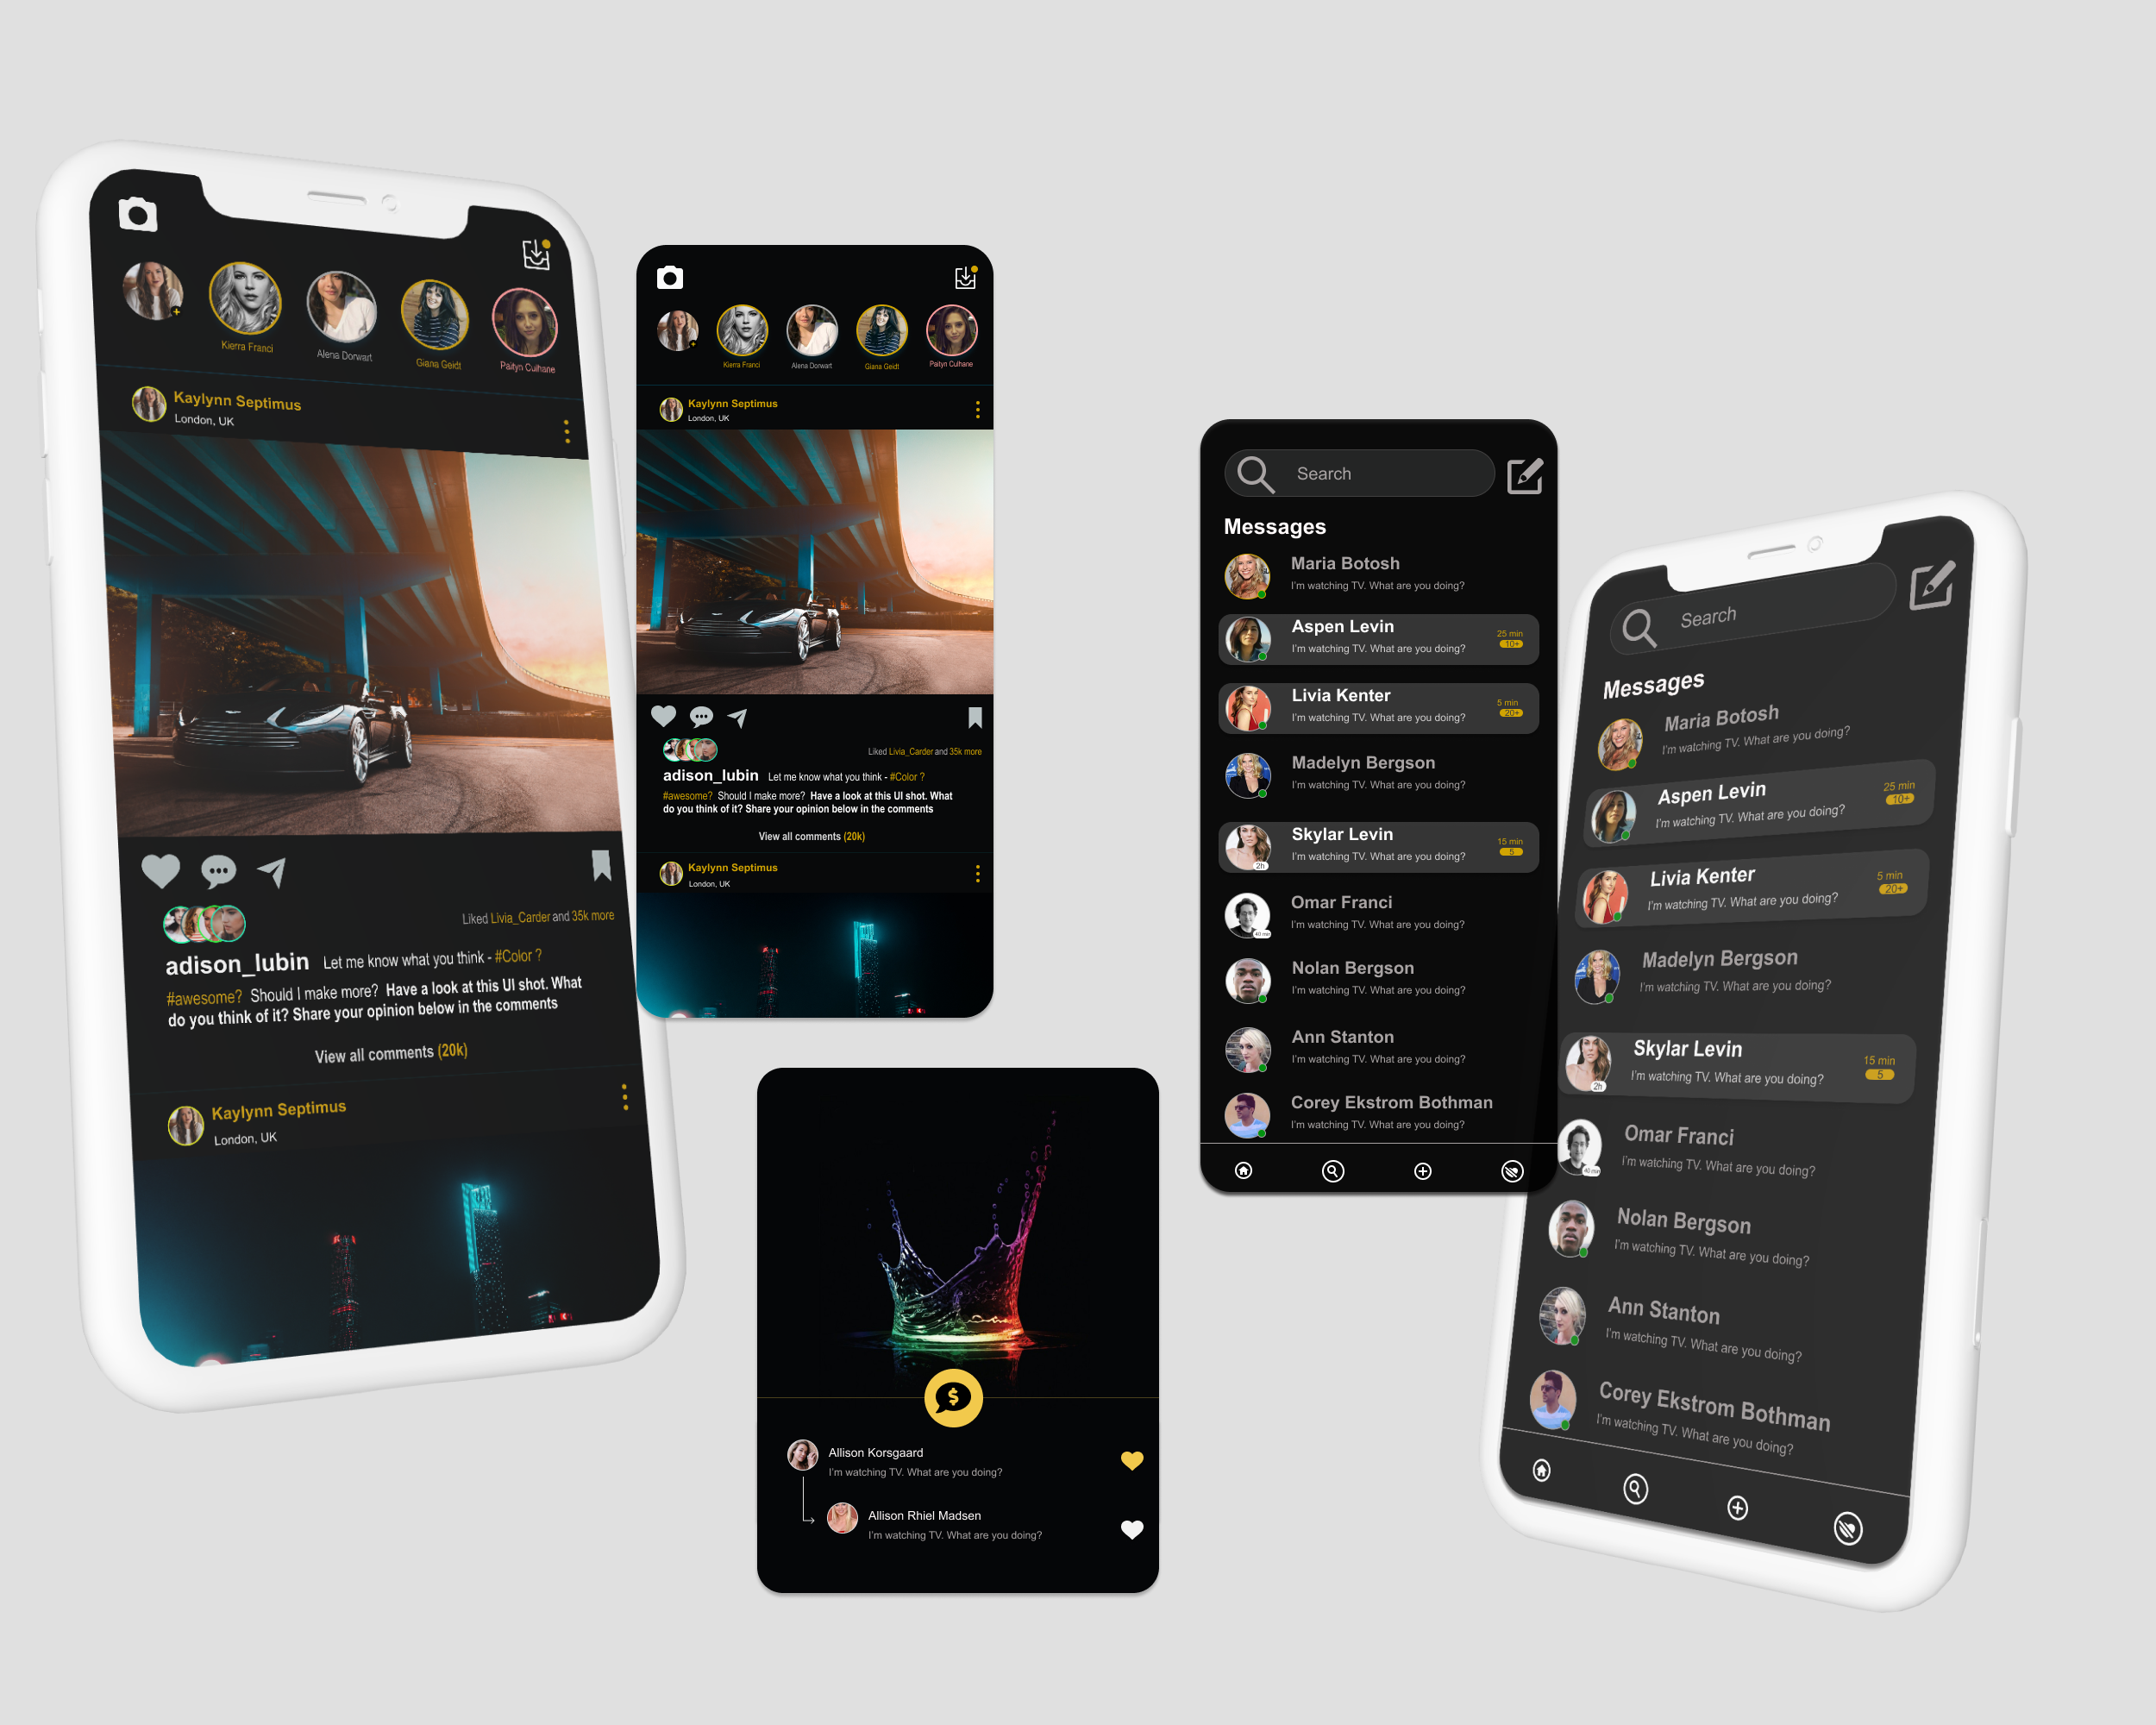 Kierra Franci
Alena Dorwart
Giana Geidt
Paityn Culhane
Kaylynn Septimus
London, UK
Liked Livia_Carder and 35k more
adison_lubin Let me know what you think - #Color ?
#awesome? Should I make more? Have a look at this UI shot. What
do you think of it? Share your opinion below in the comments
View all comments (20k)
Kaylynn Septimus
London, UK
Kierra Franci
Alena Dorwart
Giana Geidt
Paityn Culhane
Kaylynn Septimus
London, UK
Liked Livia_Carder and 35k more
adison_lubin Let me know what you think - #Color ?
#awesome? Should I make more? Have a look at this UI shot. What
do you think of it? Share your opinion below in the comments
View all comments (20k)
Kaylynn Septimus
London, UK
$
Allison Korsgaard
I'm watching TV. What are you doing?
Allison Rhiel Madsen
I'm watching TV. What are you doing?
Search
Messages
Maria Botosh
I'm watching TV. What are you doing?
Aspen Levin
25 min
I'm watching TV. What are you doing?
10+
Livia Kenter
5 min
I'm watching TV. What are you doing?
20+
Madelyn Bergson
I'm watching TV. What are you doing?
Skylar Levin
15 min
I'm watching TV. What are you doing?
5
2h
Omar Franci
I'm watching TV. What are you doing?
40 min
Nolan Bergson
I'm watching TV. What are you doing?
Ann Stanton
I'm watching TV. What are you doing?
Corey Ekstrom Bothman
I'm watching TV. What are you doing?
Search
Messages
Maria Botosh
I'm watching TV. What are you doing?
Aspen Levin
25 min
I'm watching TV. What are you doing?
10+
Livia Kenter
5 min
I'm watching TV. What are you doing?
20+
Madelyn Bergson
I'm watching TV. What are you doing?
Skylar Levin
15 min
I'm watching TV. What are you doing?
5
2h
Omar Franci
I'm watching TV. What are you doing?
40 min
Nolan Bergson
I'm watching TV. What are you doing?
Ann Stanton
I'm watching TV. What are you doing?
Corey Ekstrom Bothman
I'm watching TV. What are you doing?